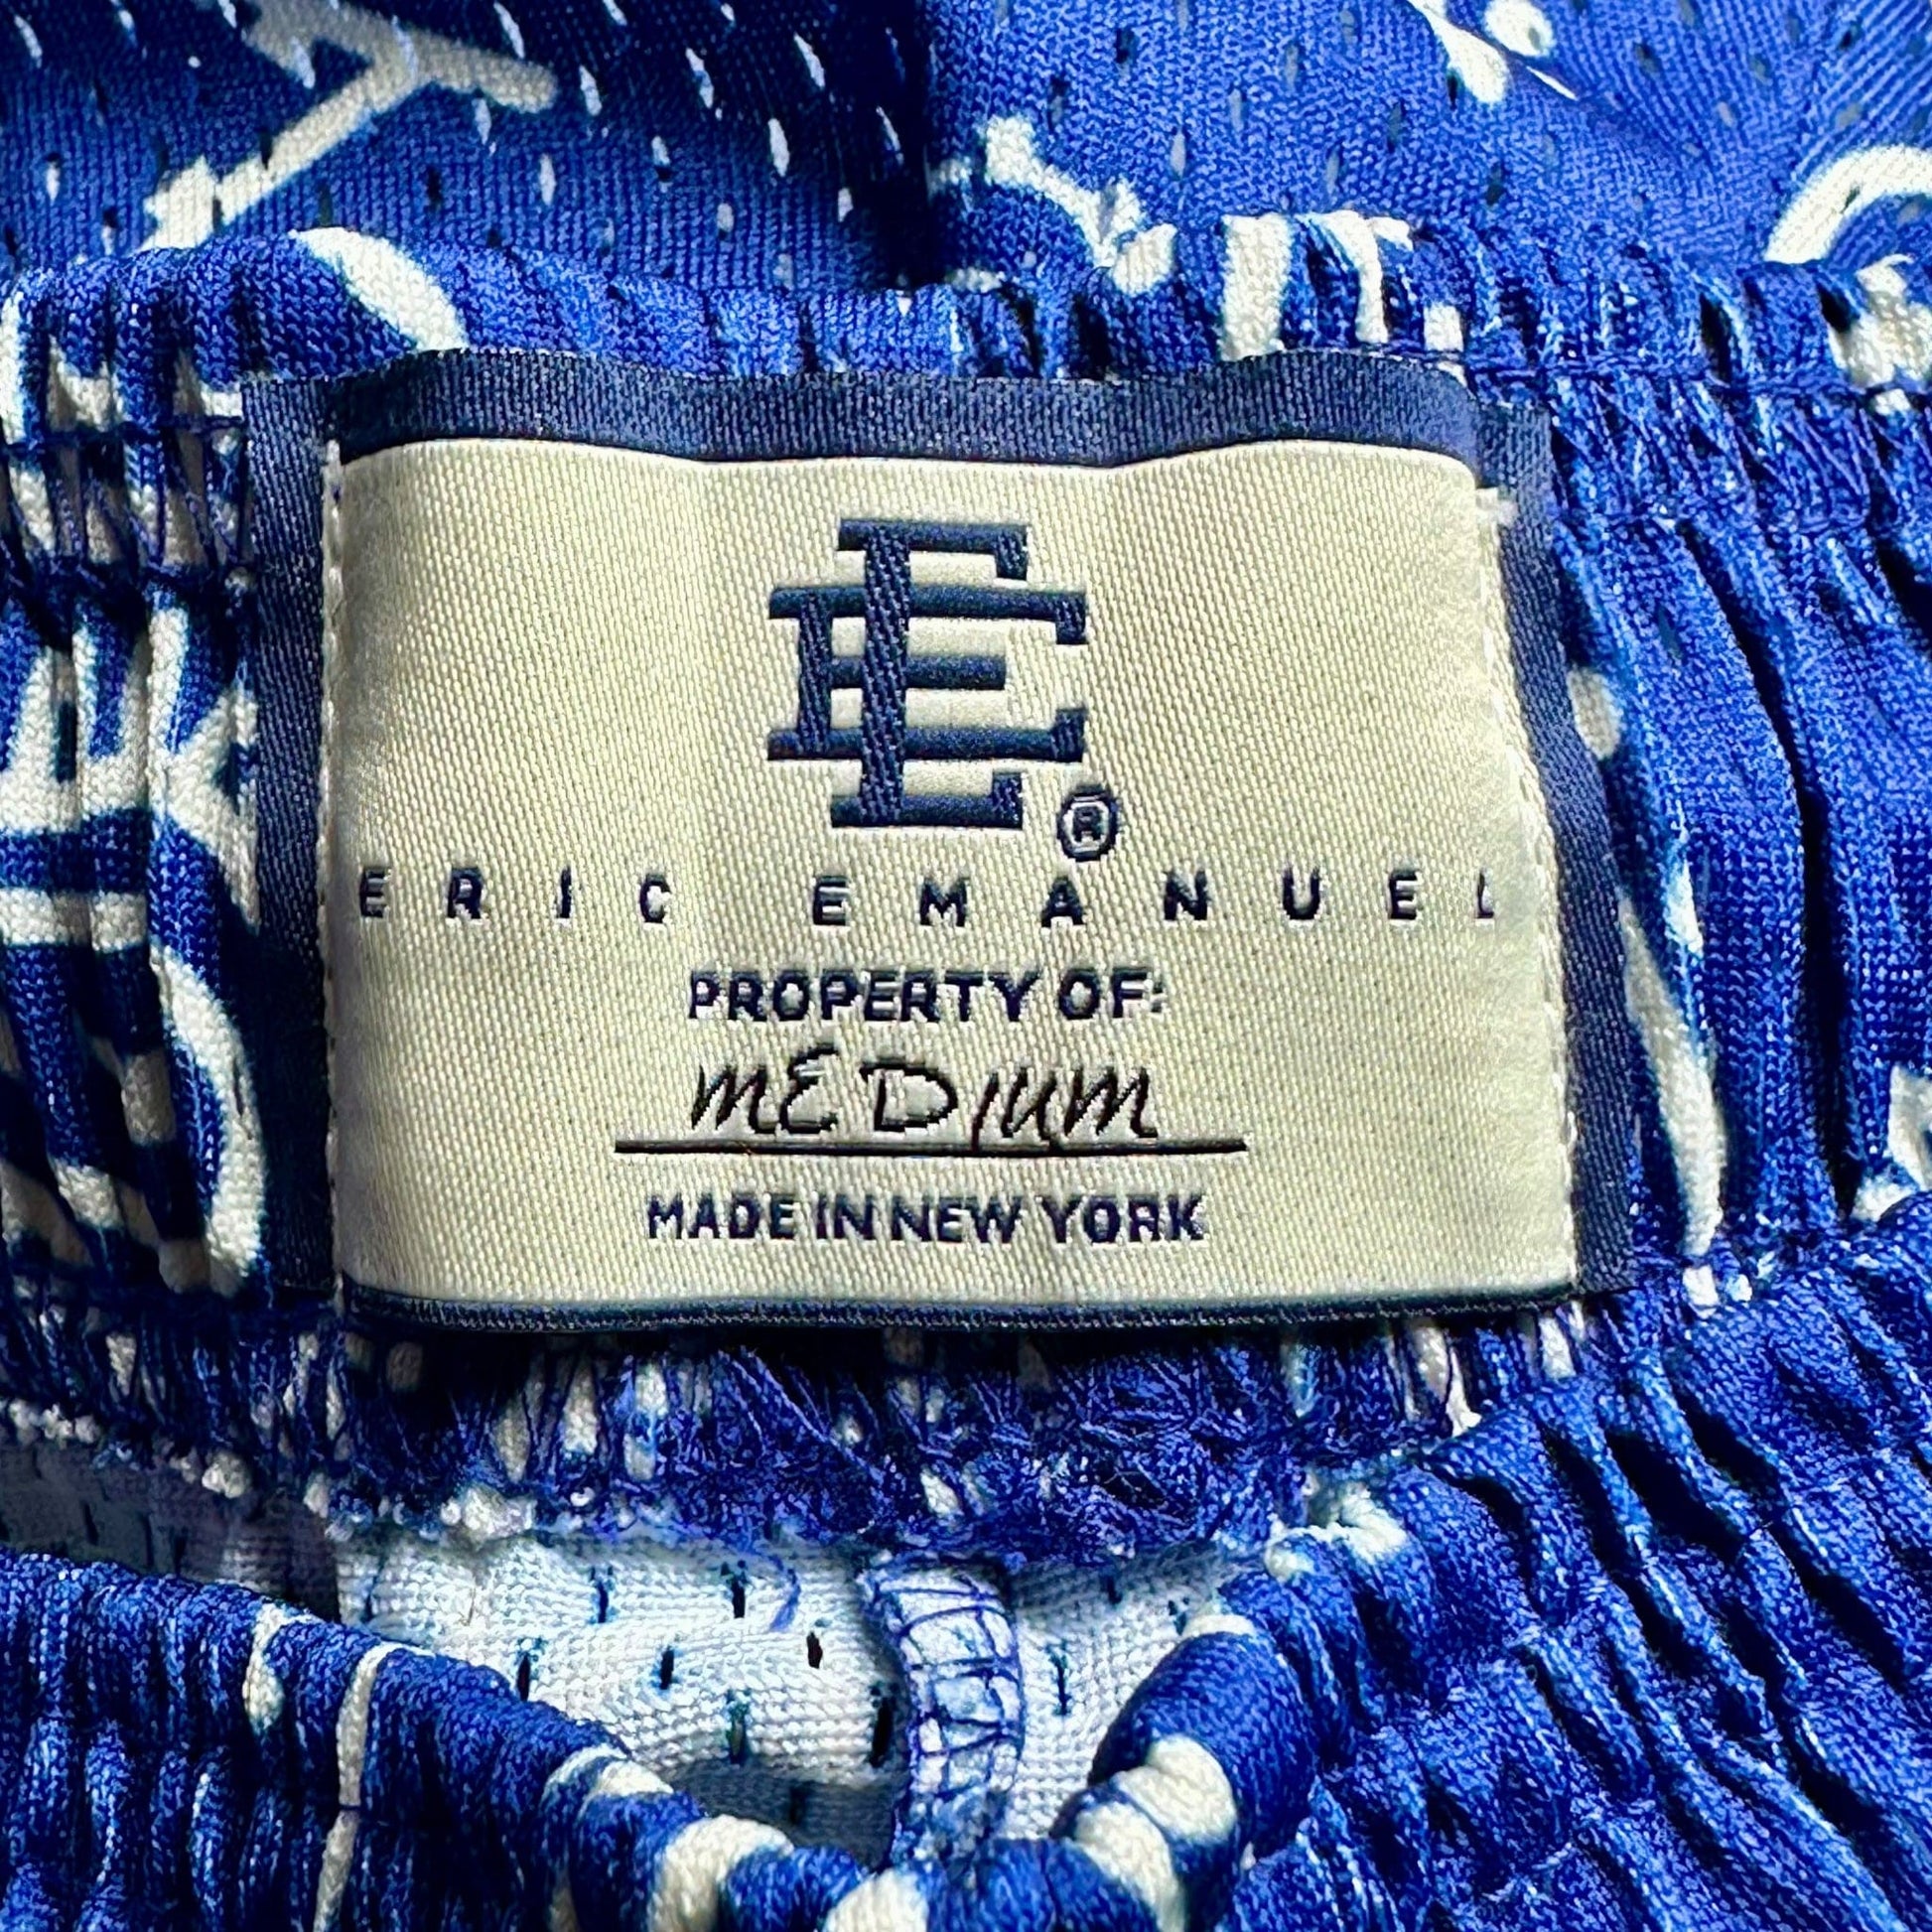 EE®
ERIC EMANUEL
PROPERTY OF:
MEDIUM
MADE IN NEW YORK